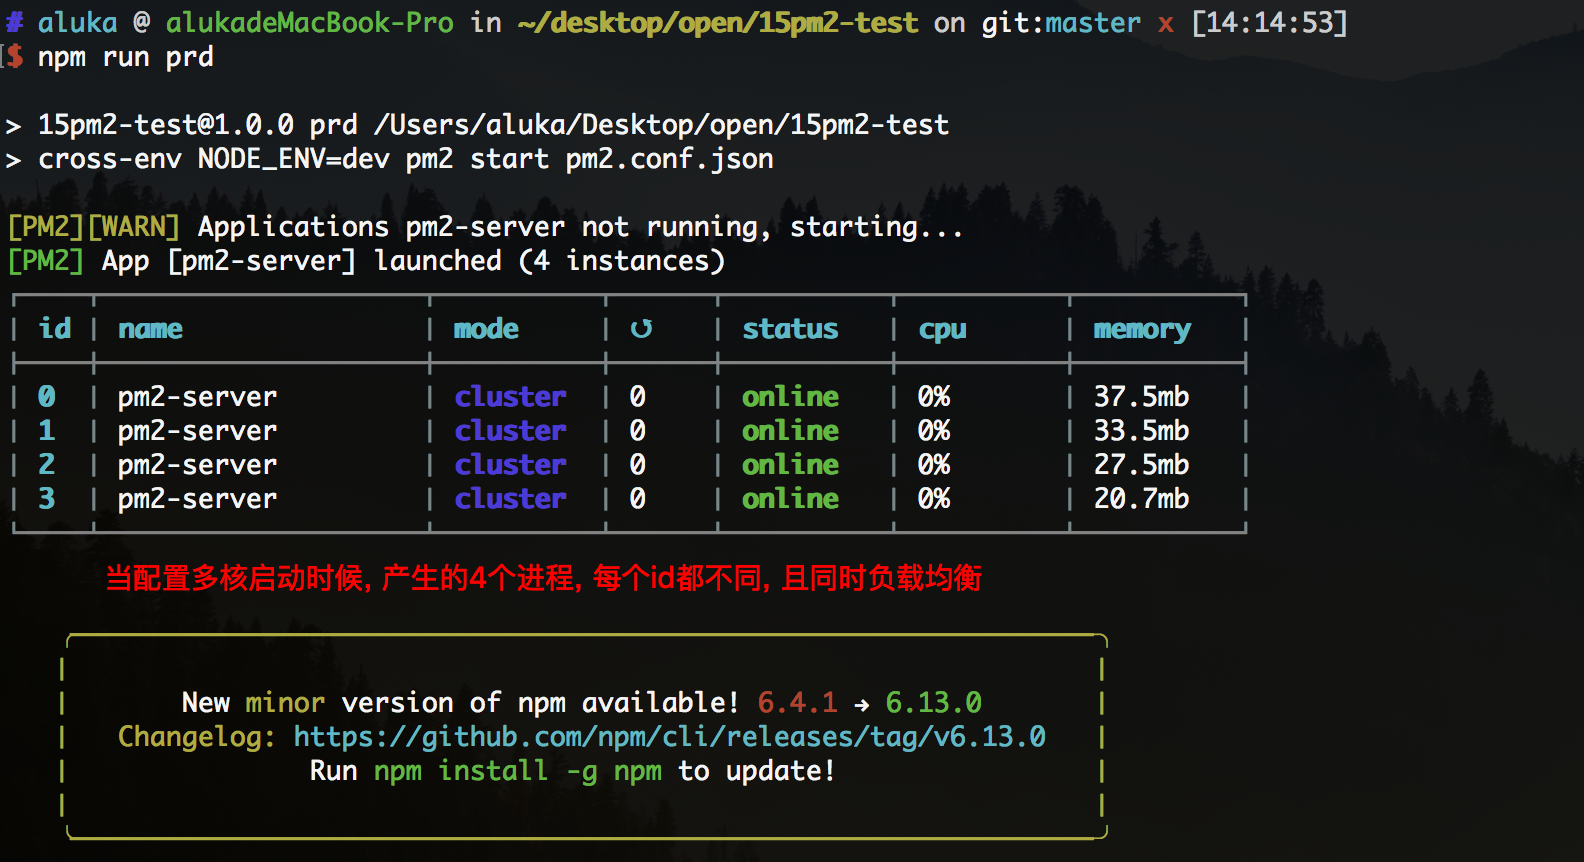 # aluka @ alukadeMacBook-Pro in ~/desktop/open/15pm2-test on git:master x [14:14:53]
$ npm run prd
> 15pm2-test@1.0.0 prd /Users/aluka/Desktop/open/15pm2-test
> cross-env NODE_ENV=dev pm2 start pm2.conf.json
[PM2][WARN] Applications pm2-server not running, starting...
[PM2] App [pm2-server] launched (4 instances)
id name mode ↺ status cpu memory
0 pm2-server cluster 0 online 0% 37.5mb
1 pm2-server cluster 0 online 0% 33.5mb
2 pm2-server cluster 0 online 0% 27.5mb
3 pm2-server cluster 0 online 0% 20.7mb
当配置多核启动时候, 产生的4个进程, 每个id都不同, 且同时负载均衡
New minor version of npm available! 6.4.1 → 6.13.0
Changelog: https://github.com/npm/cli/releases/tag/v6.13.0
Run npm install -g npm to update!